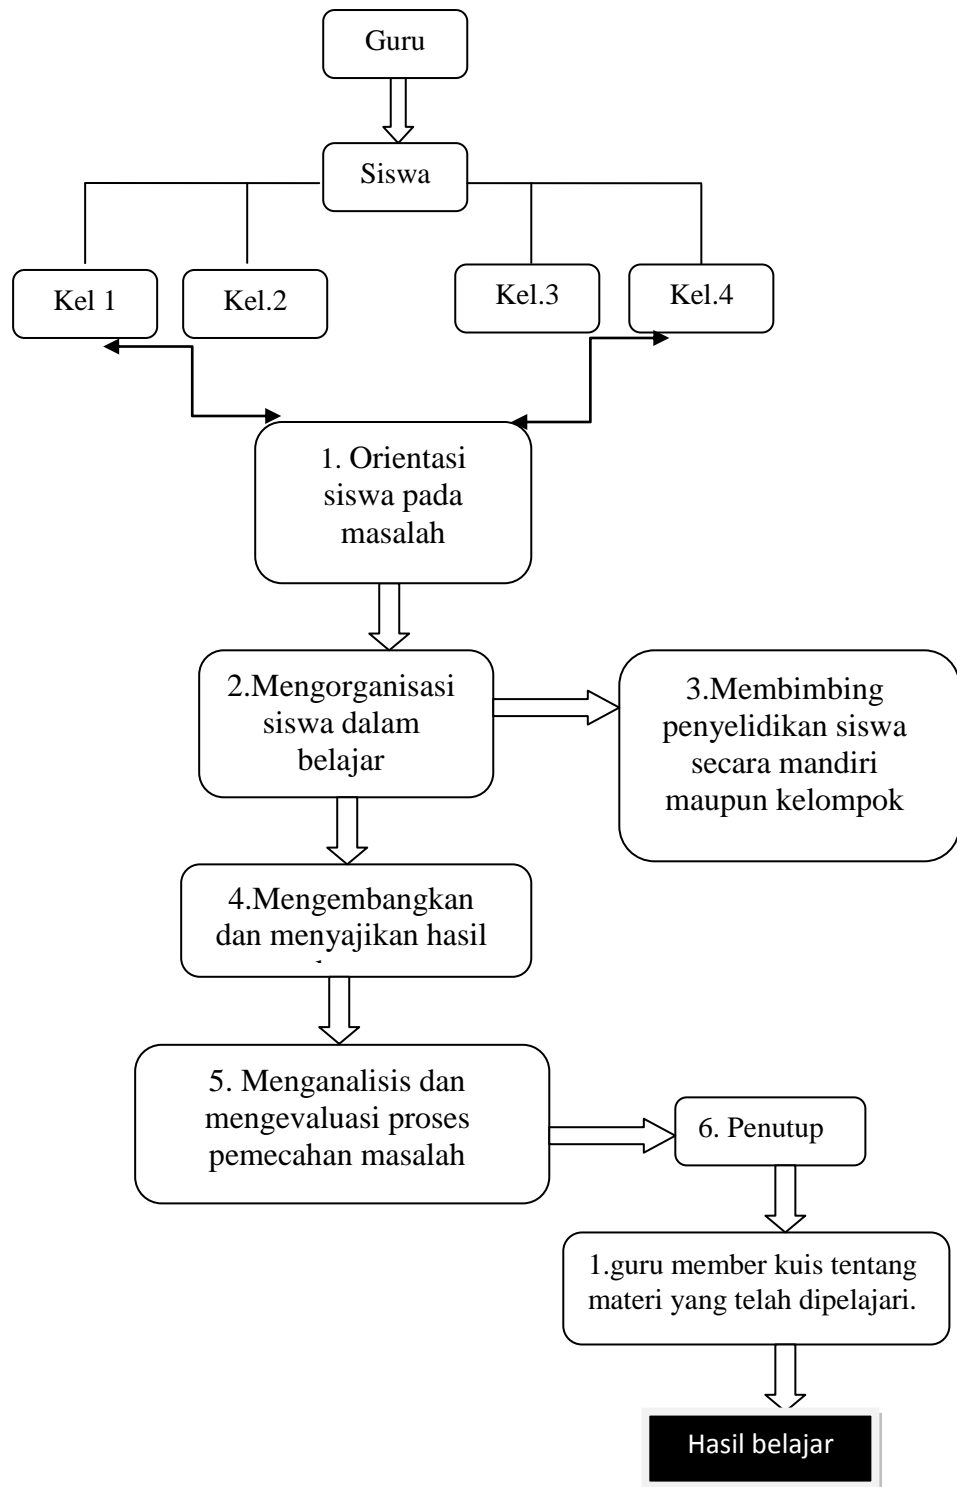 Guru
Siswa
Kel 1
Kel.2
Kel.3
Kel.4
1. Orientasi
siswa pada
masalah
2.Mengorganisasi
siswa dalam
belajar
3.Membimbing
penyelidikan siswa
secara mandiri
maupun kelompok
4.Mengembangkan
dan menyajikan hasil
5. Menganalisis dan
mengevaluasi proses
pemecahan masalah
6. Penutup
1.guru member kuis tentang
materi yang telah dipelajari.
Hasil belajar